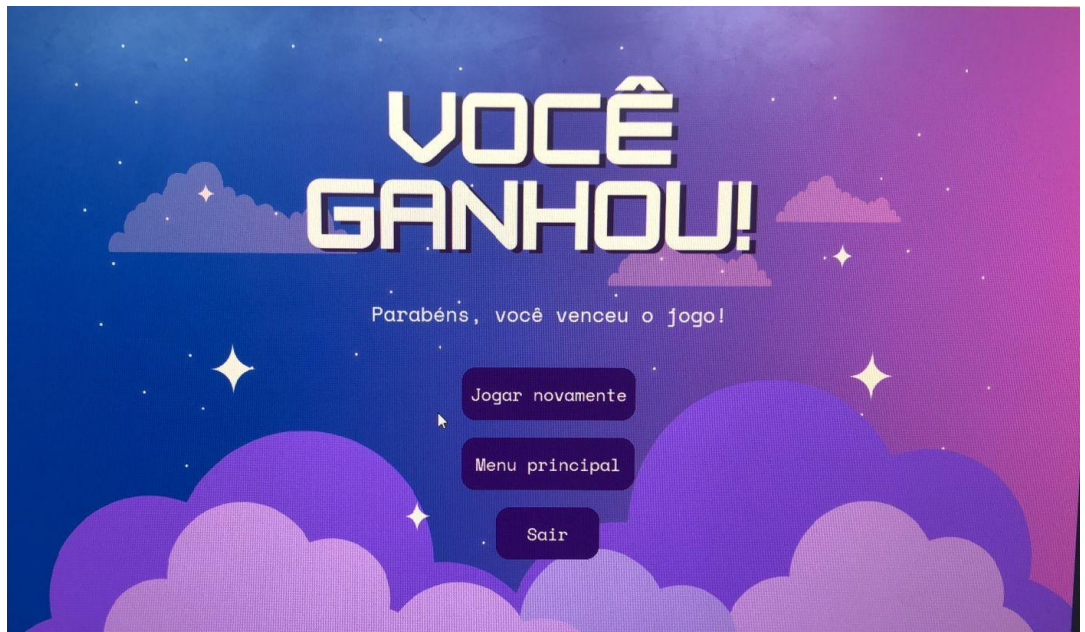 VOCÊ
GANHOU!
Parabéns, você venceu o jogo!
Jogar novamente
Menu principal
Sair